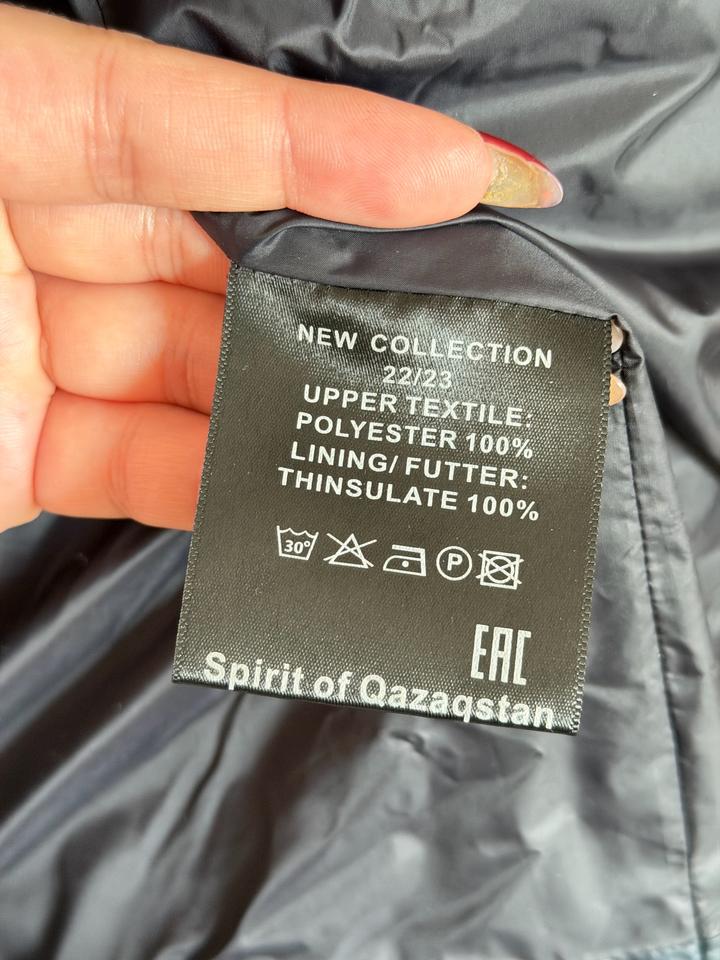 NEW COLLECTION
22/23
UPPER TEXTILE:
POLYESTER 100%
LINING/ FUTTER:
THINSULATE 100%
30° P
EAC
Spirit of Qazaqstan